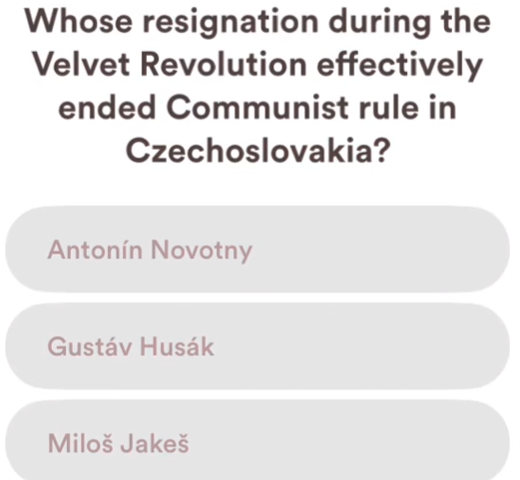 Whose resignation during the
Velvet Revolution effectively
ended Communist rule in
Czechoslovakia?
Antonín Novotny
Gustáv Husák
Miloš Jakeš